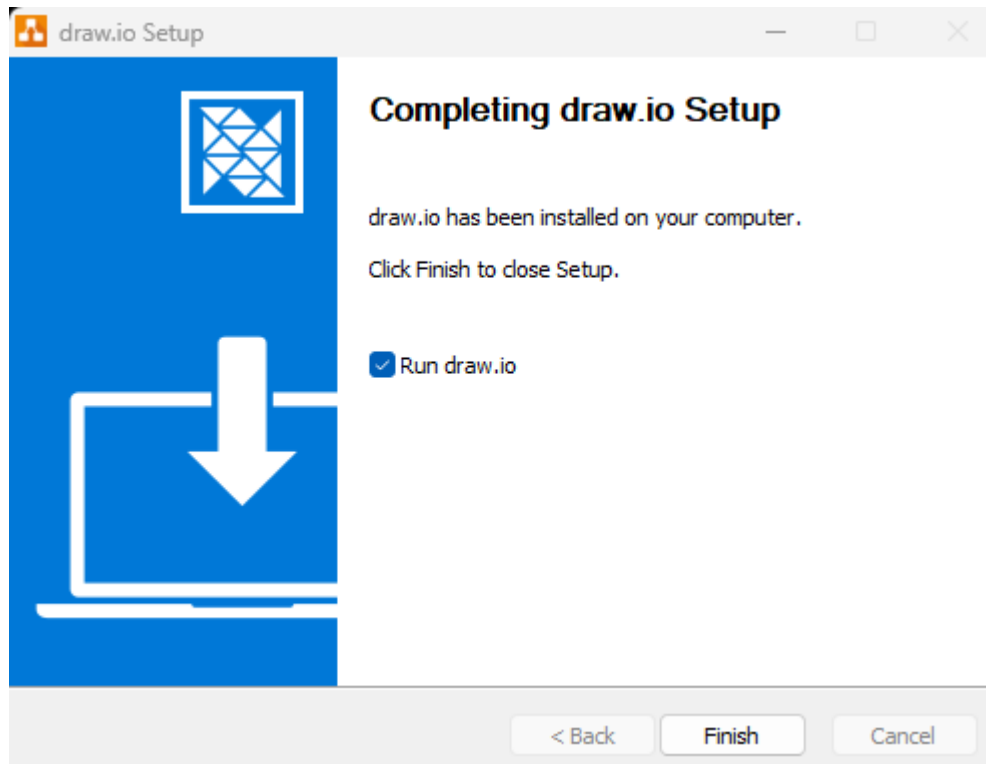 draw.io Setup
Completing draw.io Setup
draw.io has been installed on your computer.
Click Finish to close Setup.
Run draw.io
< Back Finish Cancel